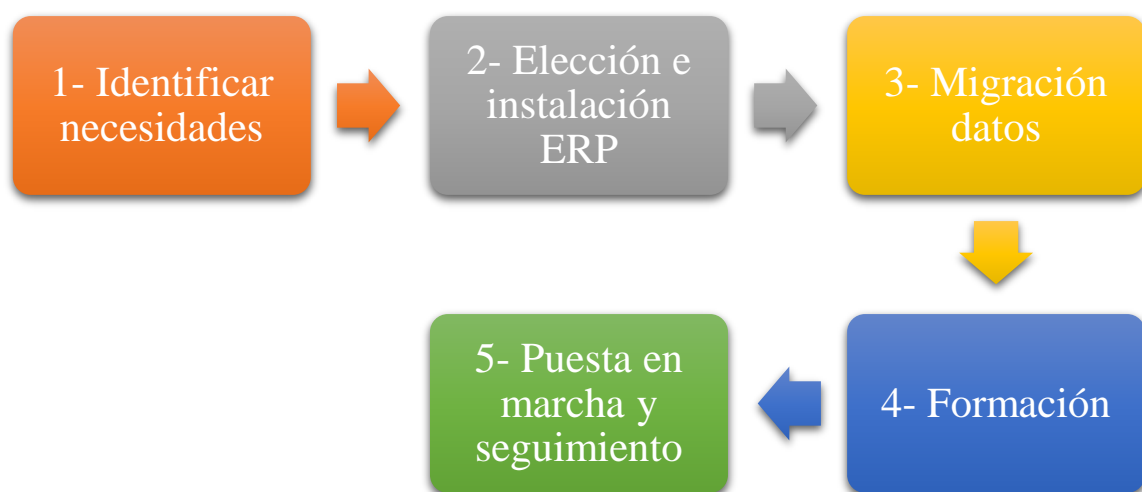 1- Identificar
necesidades
2- Elección e
instalación
ERP
3- Migración
datos
4- Formación
5- Puesta en
marcha y
seguimiento